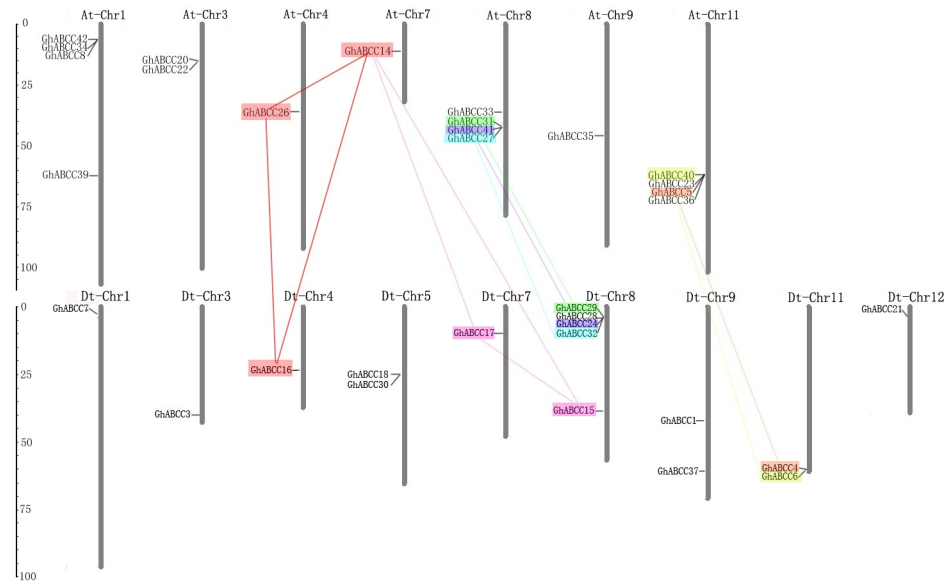 At-Chr1 At-Chr3 At-Chr4 At-Chr7 At-Chr8 At-Chr9 At-Chr11
0
25
50
75
100
GhABCC42
GhABCC34
GhABCC8
GhABCC39
GhABCC20
GhABCC22
GhABCC26
GhABCC14
GhABCC33
GhABCC31
GhABCC41
GhABCC27
GhABCC35
GhABCC40
GhABCC23
GhABCC5
GhABCC36
Dt-Chr1 Dt-Chr3 Dt-Chr4 Dt-Chr5 Dt-Chr7 Dt-Chr8 Dt-Chr9 Dt-Chr11 Dt-Chr12
0
25
50
75
100
GhABCC7
GhABCC3
GhABCC16
GhABCC18
GhABCC30
GhABCC17
GhABCC29
GhABCC28
GhABCC24
GhABCC32
GhABCC15
GhABCC1
GhABCC37
GhABCC4
GhABCC6
GhABCC21